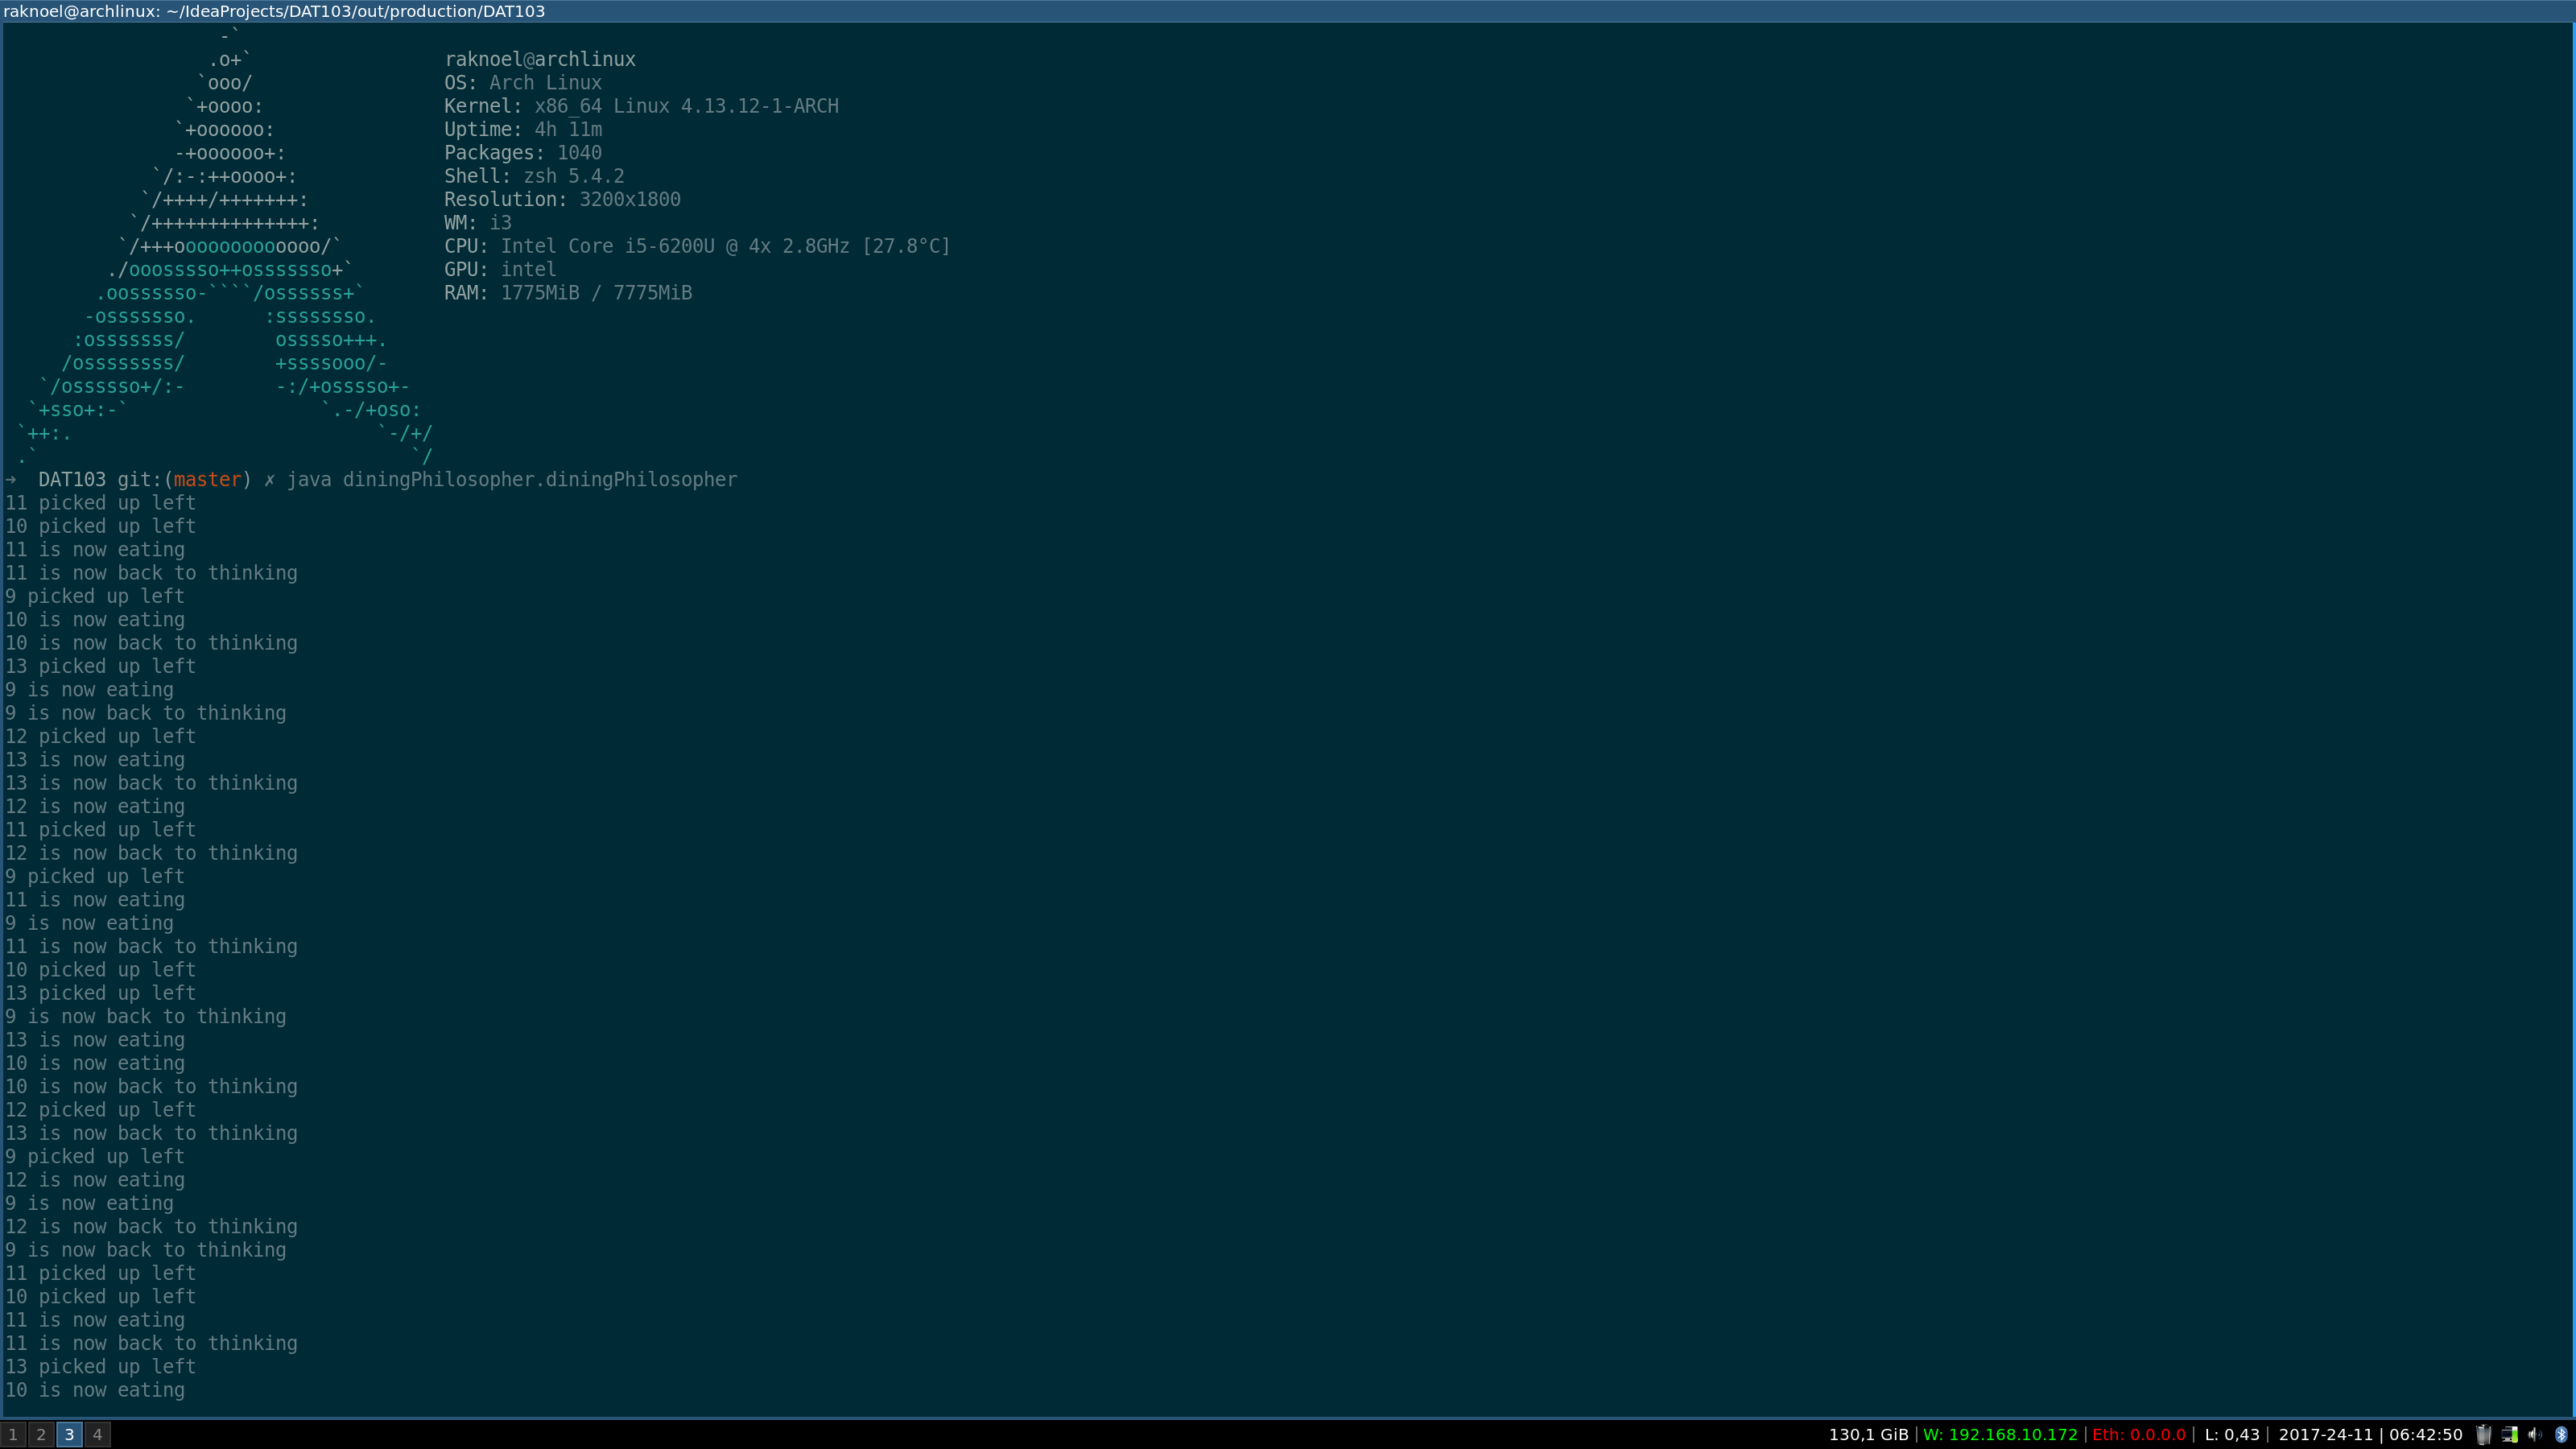 raknoel@archlinux: ~/IdeaProjects/DAT103/out/production/DAT103
                   -`
                  .o+`                 raknoel@archlinux
                 `ooo/                 OS: Arch Linux
                `+oooo:                Kernel: x86_64 Linux 4.13.12-1-ARCH
               `+oooooo:               Uptime: 4h 11m
               -+oooooo+:              Packages: 1040
             `/:-:++oooo+:             Shell: zsh 5.4.2
            `/++++/+++++++:            Resolution: 3200x1800
           `/++++++++++++++:           WM: i3
          `/+++ooooooooooooo/`         CPU: Intel Core i5-6200U @ 4x 2.8GHz [27.8°C]
         ./ooosssso++osssssso+`        GPU: intel
        .oossssso-````/ossssss+`       RAM: 1775MiB / 7775MiB
       -osssssso.      :ssssssso.
      :osssssss/        osssso+++.
     /ossssssss/        +ssssooo/-
   `/ossssso+/:-        -:/+osssso+-
  `+sso+:-`                 `.-/+oso:
 `++:.                           `-/+/
 .`                                 `/
➜  DAT103 git:(master) ✗ java diningPhilosopher.diningPhilosopher
11 picked up left
10 picked up left
11 is now eating
11 is now back to thinking
9 picked up left
10 is now eating
10 is now back to thinking
13 picked up left
9 is now eating
9 is now back to thinking
12 picked up left
13 is now eating
13 is now back to thinking
12 is now eating
11 picked up left
12 is now back to thinking
9 picked up left
11 is now eating
9 is now eating
11 is now back to thinking
10 picked up left
13 picked up left
9 is now back to thinking
13 is now eating
10 is now eating
10 is now back to thinking
12 picked up left
13 is now back to thinking
9 picked up left
12 is now eating
9 is now eating
12 is now back to thinking
9 is now back to thinking
11 picked up left
10 picked up left
11 is now eating
11 is now back to thinking
13 picked up left
10 is now eating
1 2 3 4 130,1 GiB | W: 192.168.10.172 | Eth: 0.0.0.0 | L: 0,43 | 2017-24-11 | 06:42:50